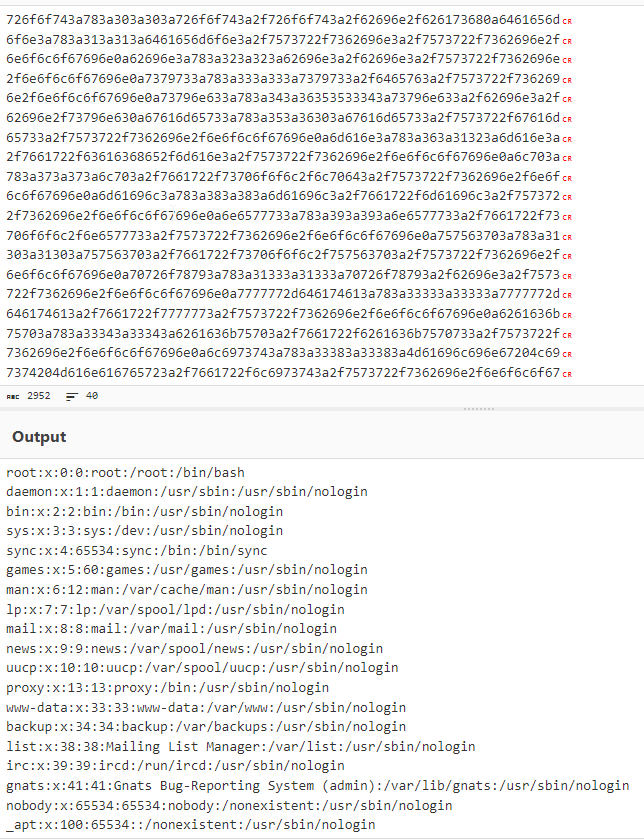 726f6f743a783a303a303a726f6f743a2f726f6f743a2f62696e2f626173680a6461656d CR
6f6e3a783a313a313a6461656d6f6e3a2f7573722f7362696e3a2f7573722f7362696e2f CR
6e6f6c6f67696e0a62696e3a783a323a323a62696e3a2f62696e3a2f7573722f7362696e CR
2f6e6f6c6f67696e0a7379733a783a333a333a7379733a2f6465763a2f7573722f736269 CR
6e2f6e6f6c6f67696e0a73796e633a783a343a36353533343a73796e633a2f62696e3a2f CR
62696e2f73796e630a67616d65733a783a353a36303a67616d65733a2f7573722f67616d CR
65733a2f7573722f7362696e2f6e6f6c6f67696e0a6d616e3a783a363a31323a6d616e3a CR
2f7661722f63616368652f6d616e3a2f7573722f7362696e2f6e6f6c6f67696e0a6c703a CR
783a373a373a6c703a2f7661722f73706f6f6c2f6c70643a2f7573722f7362696e2f6e6f CR
6c6f67696e0a6d61696c3a783a383a383a6d61696c3a2f7661722f6d61696c3a2f757372 CR
2f7362696e2f6e6f6c6f67696e0a6e6577733a783a393a393a6e6577733a2f7661722f73 CR
706f6f6c2f6e6577733a2f7573722f7362696e2f6e6f6c6f67696e0a757563703a783a31 CR
303a31303a757563703a2f7661722f73706f6f6c2f757563703a2f7573722f7362696e2f CR
6e6f6c6f67696e0a70726f78793a783a31333a31333a70726f78793a2f62696e3a2f7573 CR
722f7362696e2f6e6f6c6f67696e0a7777772d646174613a783a33333a33333a7777772d CR
646174613a2f7661722f7777773a2f7573722f7362696e2f6e6f6c6f67696e0a6261636b CR
75703a783a33343a33343a6261636b75703a2f7661722f6261636b7570733a2f7573722f CR
7362696e2f6e6f6c6f67696e0a6c6973743a783a33383a33383a4d61696c696e67204c69 CR
7374204d616e616765723a2f7661722f6c6973743a2f7573722f7362696e2f6e6f6c6f67 CR
ABC 2952 40
Output
root:x:0:0:root:/root:/bin/bash
daemon:x:1:1:daemon:/usr/sbin:/usr/sbin/nologin
bin:x:2:2:bin:/bin:/usr/sbin/nologin
sys:x:3:3:sys:/dev:/usr/sbin/nologin
sync:x:4:65534:sync:/bin:/bin/sync
games:x:5:60:games:/usr/games:/usr/sbin/nologin
man:x:6:12:man:/var/cache/man:/usr/sbin/nologin
lp:x:7:7:lp:/var/spool/lpd:/usr/sbin/nologin
mail:x:8:8:mail:/var/mail:/usr/sbin/nologin
news:x:9:9:news:/var/spool/news:/usr/sbin/nologin
uucp:x:10:10:uucp:/var/spool/uucp:/usr/sbin/nologin
proxy:x:13:13:proxy:/bin:/usr/sbin/nologin
www-data:x:33:33:www-data:/var/www:/usr/sbin/nologin
backup:x:34:34:backup:/var/backups:/usr/sbin/nologin
list:x:38:38:Mailing List Manager:/var/list:/usr/sbin/nologin
irc:x:39:39:ircd:/run/ircd:/usr/sbin/nologin
gnats:x:41:41:Gnats Bug-Reporting System (admin):/var/lib/gnats:/usr/sbin/nologin
nobody:x:65534:65534:nobody:/nonexistent:/usr/sbin/nologin
_apt:x:100:65534::/nonexistent:/usr/sbin/nologin